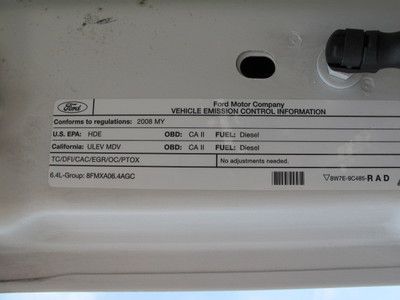 Ford
Ford Motor Company
VEHICLE EMISSION CONTROL INFORMATION
Conforms to regulations: 2008 MY
U.S. EPA: HDE OBD: CA II FUEL: Diesel
California: ULEV MDV OBD: CA II FUEL: Diesel
TC/DFI/CAC/EGR/OC/PTOX No adjustments needed.
6.4L-Group: 8FMXA06.4AGC 8W7E-9C485-RAD